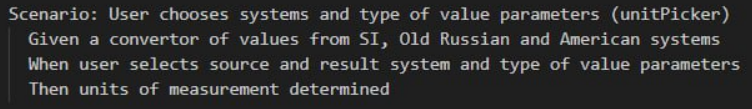 Scenario: User chooses systems and type of value parameters (unitPicker)
Given a convertor of values from SI, Old Russian and American systems
When user selects source and result system and type of value parameters
Then units of measurement determined